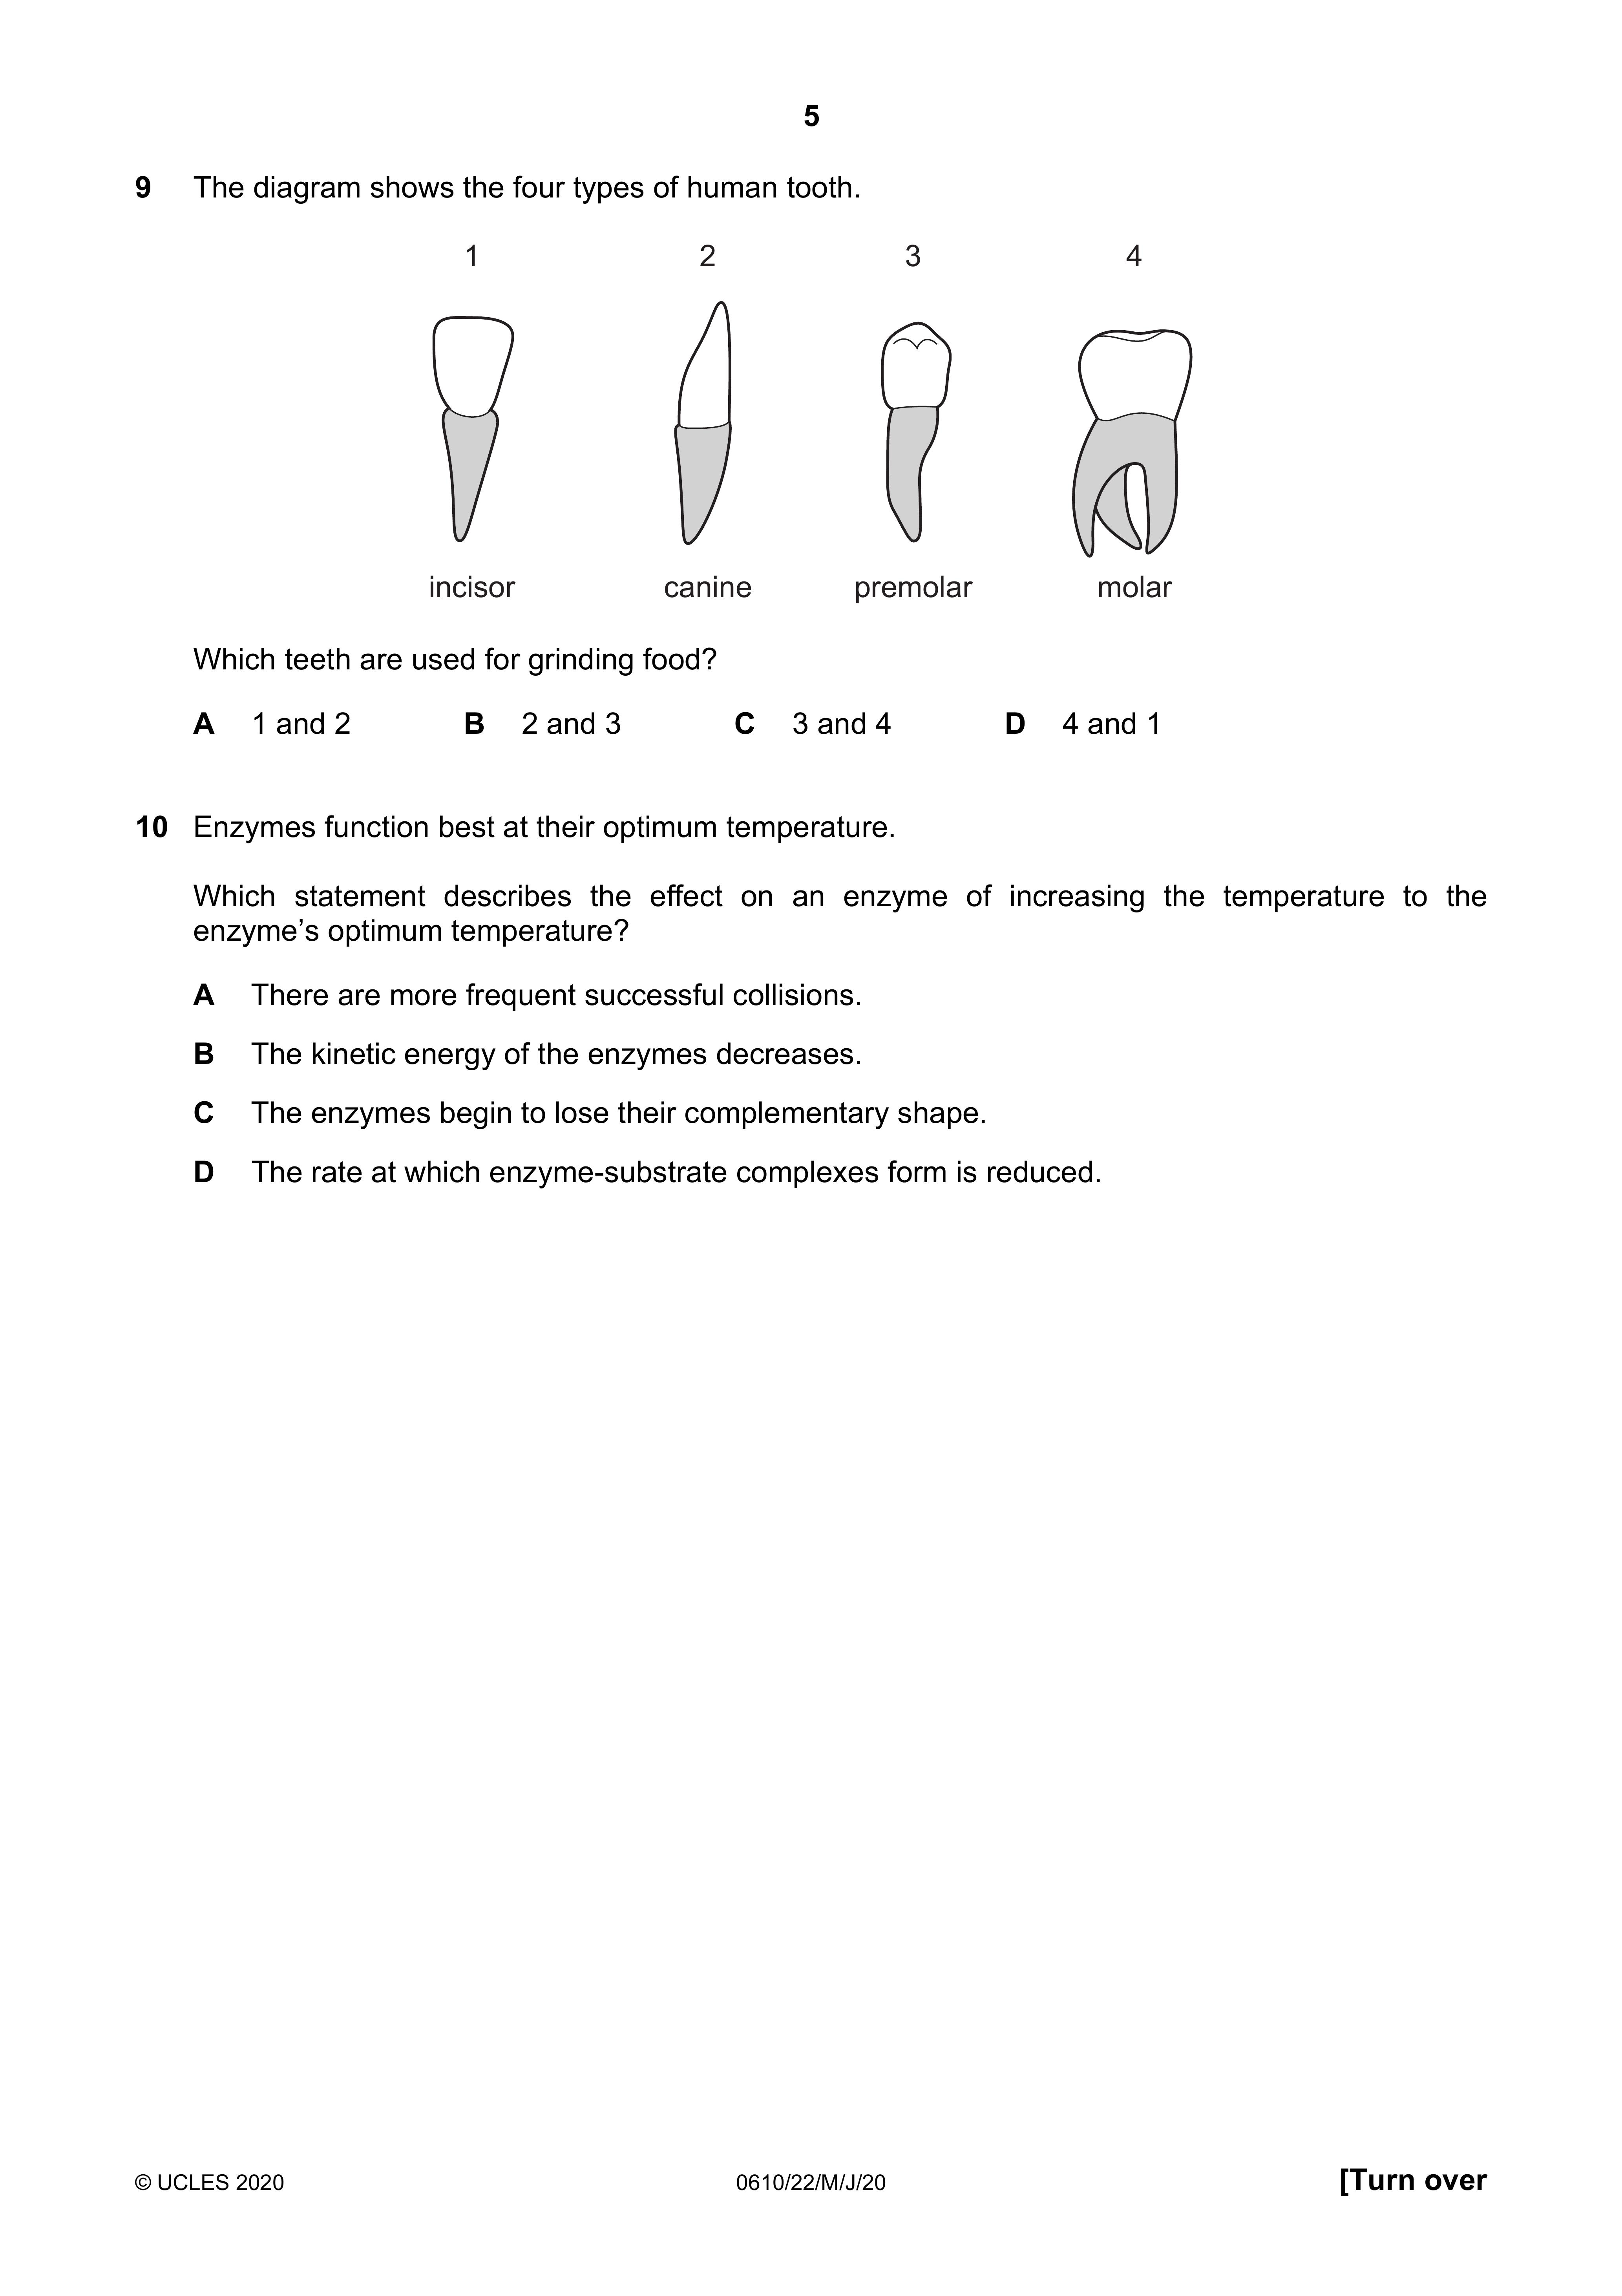 5
9 The diagram shows the four types of human tooth.
1 2 3 4
incisor canine premolar molar
Which teeth are used for grinding food?
A 1 and 2 B 2 and 3 C 3 and 4 D 4 and 1
10 Enzymes function best at their optimum temperature.
Which statement describes the effect on an enzyme of increasing the temperature to the
enzyme’s optimum temperature?
A There are more frequent successful collisions.
B The kinetic energy of the enzymes decreases.
C The enzymes begin to lose their complementary shape.
D The rate at which enzyme-substrate complexes form is reduced.
© UCLES 2020 0610/22/M/J/20 [Turn over